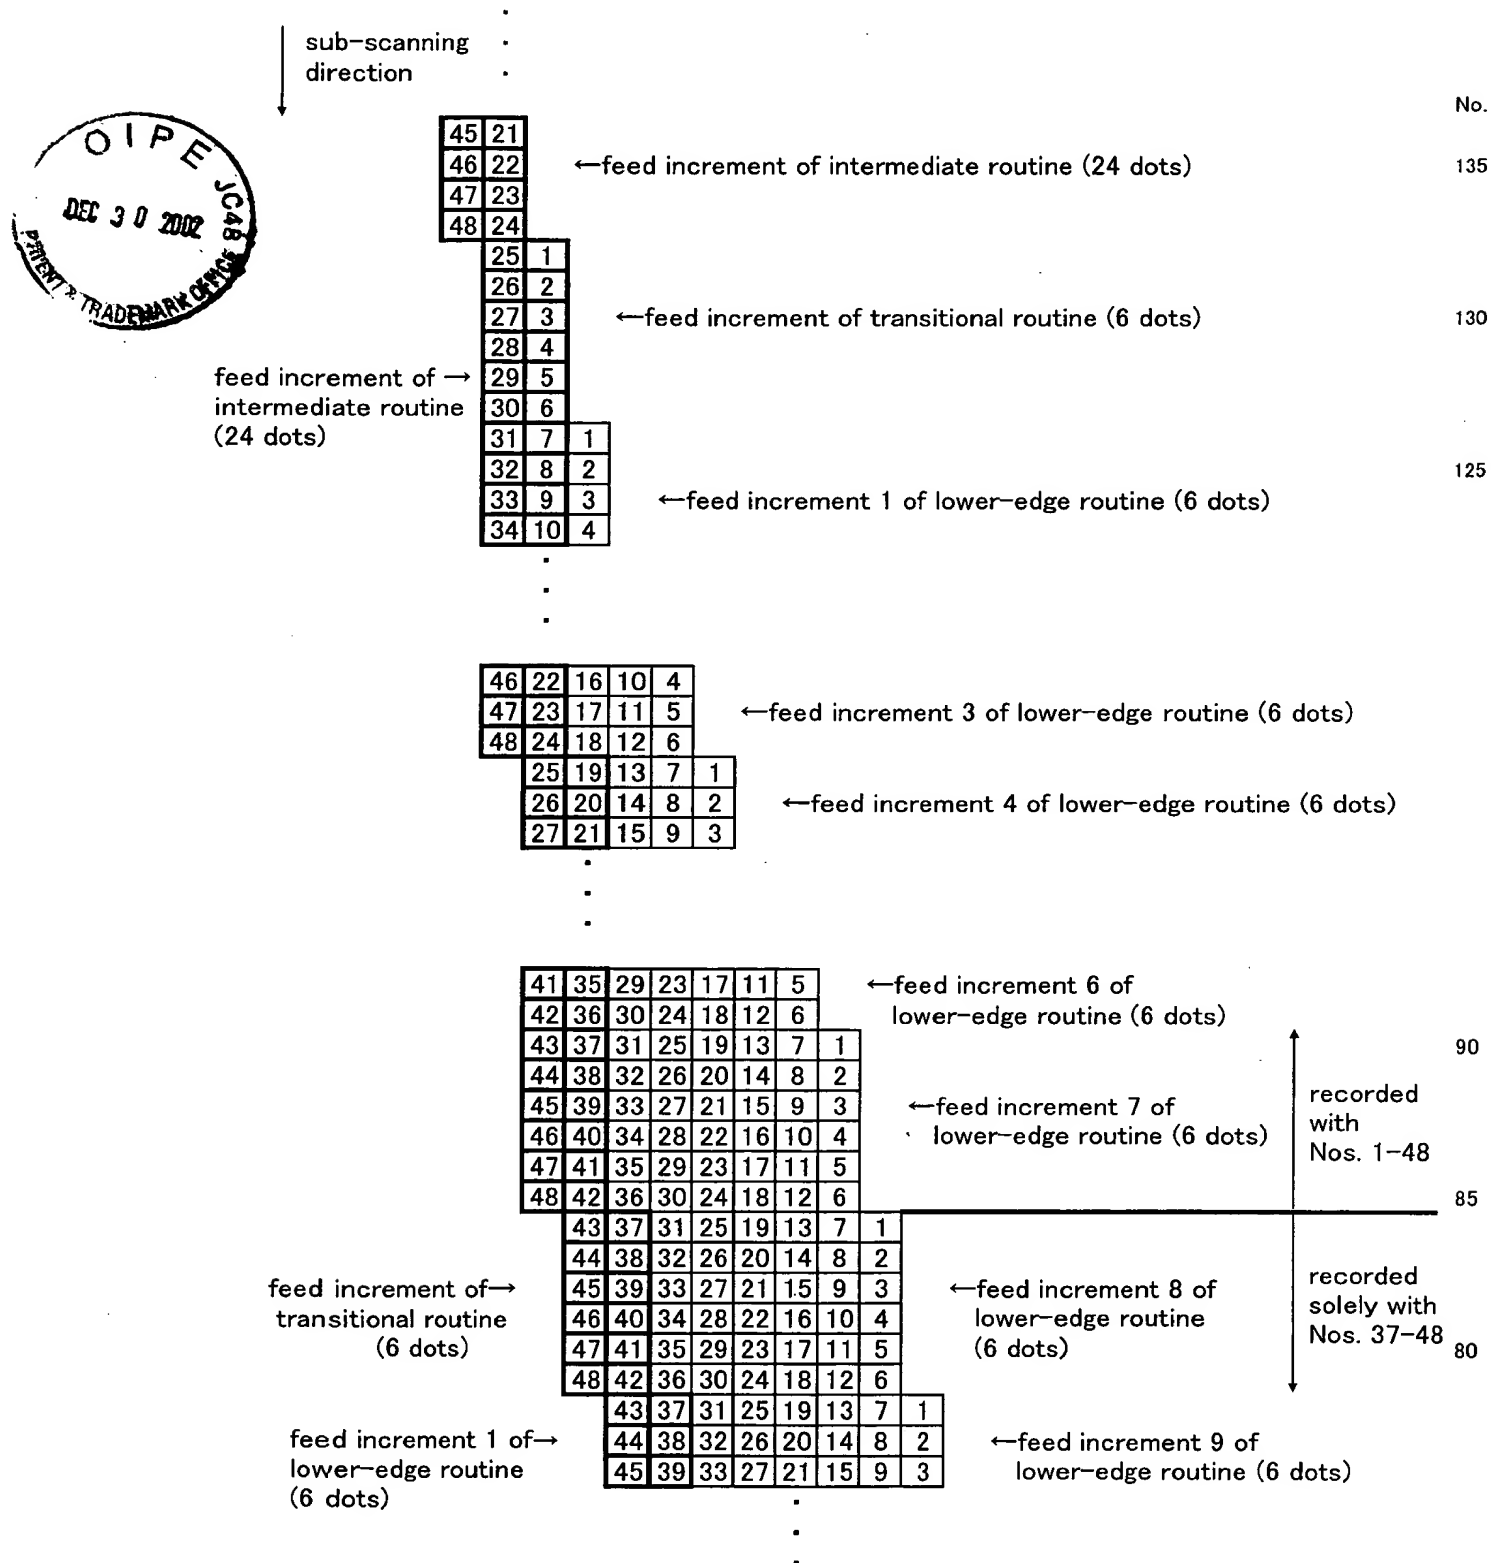 sub-scanning
direction
No.
OIPE JC48
DEC 30 2002
PATENT & TRADEMARK OFFICE
45 21
46 22 ←feed increment of intermediate routine (24 dots) 135
47 23
48 24
25 1
26 2
27 3 ←feed increment of transitional routine (6 dots) 130
28 4
feed increment of → 29 5
intermediate routine 30 6
(24 dots) 31 7 1
32 8 2 125
33 9 3 ←feed increment 1 of lower-edge routine (6 dots)
34 10 4
46 22 16 10 4
47 23 17 11 5 ←feed increment 3 of lower-edge routine (6 dots)
48 24 18 12 6
25 19 13 7 1
26 20 14 8 2 ←feed increment 4 of lower-edge routine (6 dots)
27 21 15 9 3
41 35 29 23 17 11 5 ←feed increment 6 of
42 36 30 24 18 12 6 lower-edge routine (6 dots)
43 37 31 25 19 13 7 1 90
44 38 32 26 20 14 8 2
45 39 33 27 21 15 9 3 ←feed increment 7 of
46 40 34 28 22 16 10 4 lower-edge routine (6 dots)
47 41 35 29 23 17 11 5
48 42 36 30 24 18 12 6 85
recorded
with
Nos. 1-48
43 37 31 25 19 13 7 1
44 38 32 26 20 14 8 2
feed increment of→ 45 39 33 27 21 15 9 3 ←feed increment 8 of
transitional routine 46 40 34 28 22 16 10 4 lower-edge routine
(6 dots) 47 41 35 29 23 17 11 5 (6 dots) 80
48 42 36 30 24 18 12 6
recorded
solely with
Nos. 37-48
43 37 31 25 19 13 7 1
feed increment 1 of→ 44 38 32 26 20 14 8 2 ←feed increment 9 of
lower-edge routine 45 39 33 27 21 15 9 3 lower-edge routine (6 dots)
(6 dots)